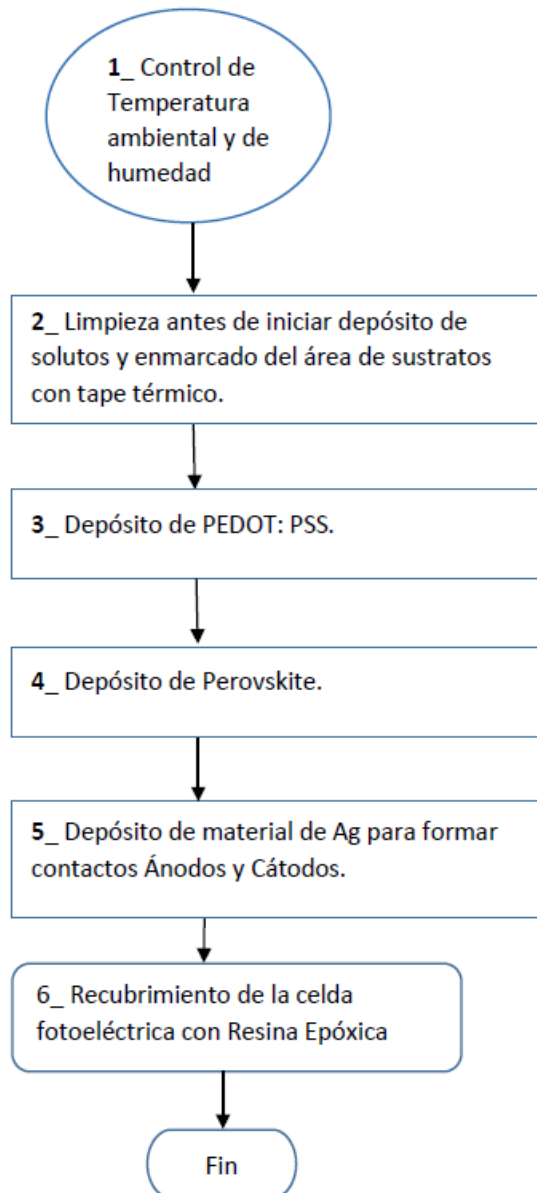 1_ Control de
Temperatura
ambiental y de
humedad
2_ Limpieza antes de iniciar depósito de
solutos y enmarcado del área de sustratos
con tape térmico.
3_ Depósito de PEDOT: PSS.
4_ Depósito de Perovskite.
5_ Depósito de material de Ag para formar
contactos Ánodos y Cátodos.
6_ Recubrimiento de la celda
fotoeléctrica con Resina Epóxica
Fin